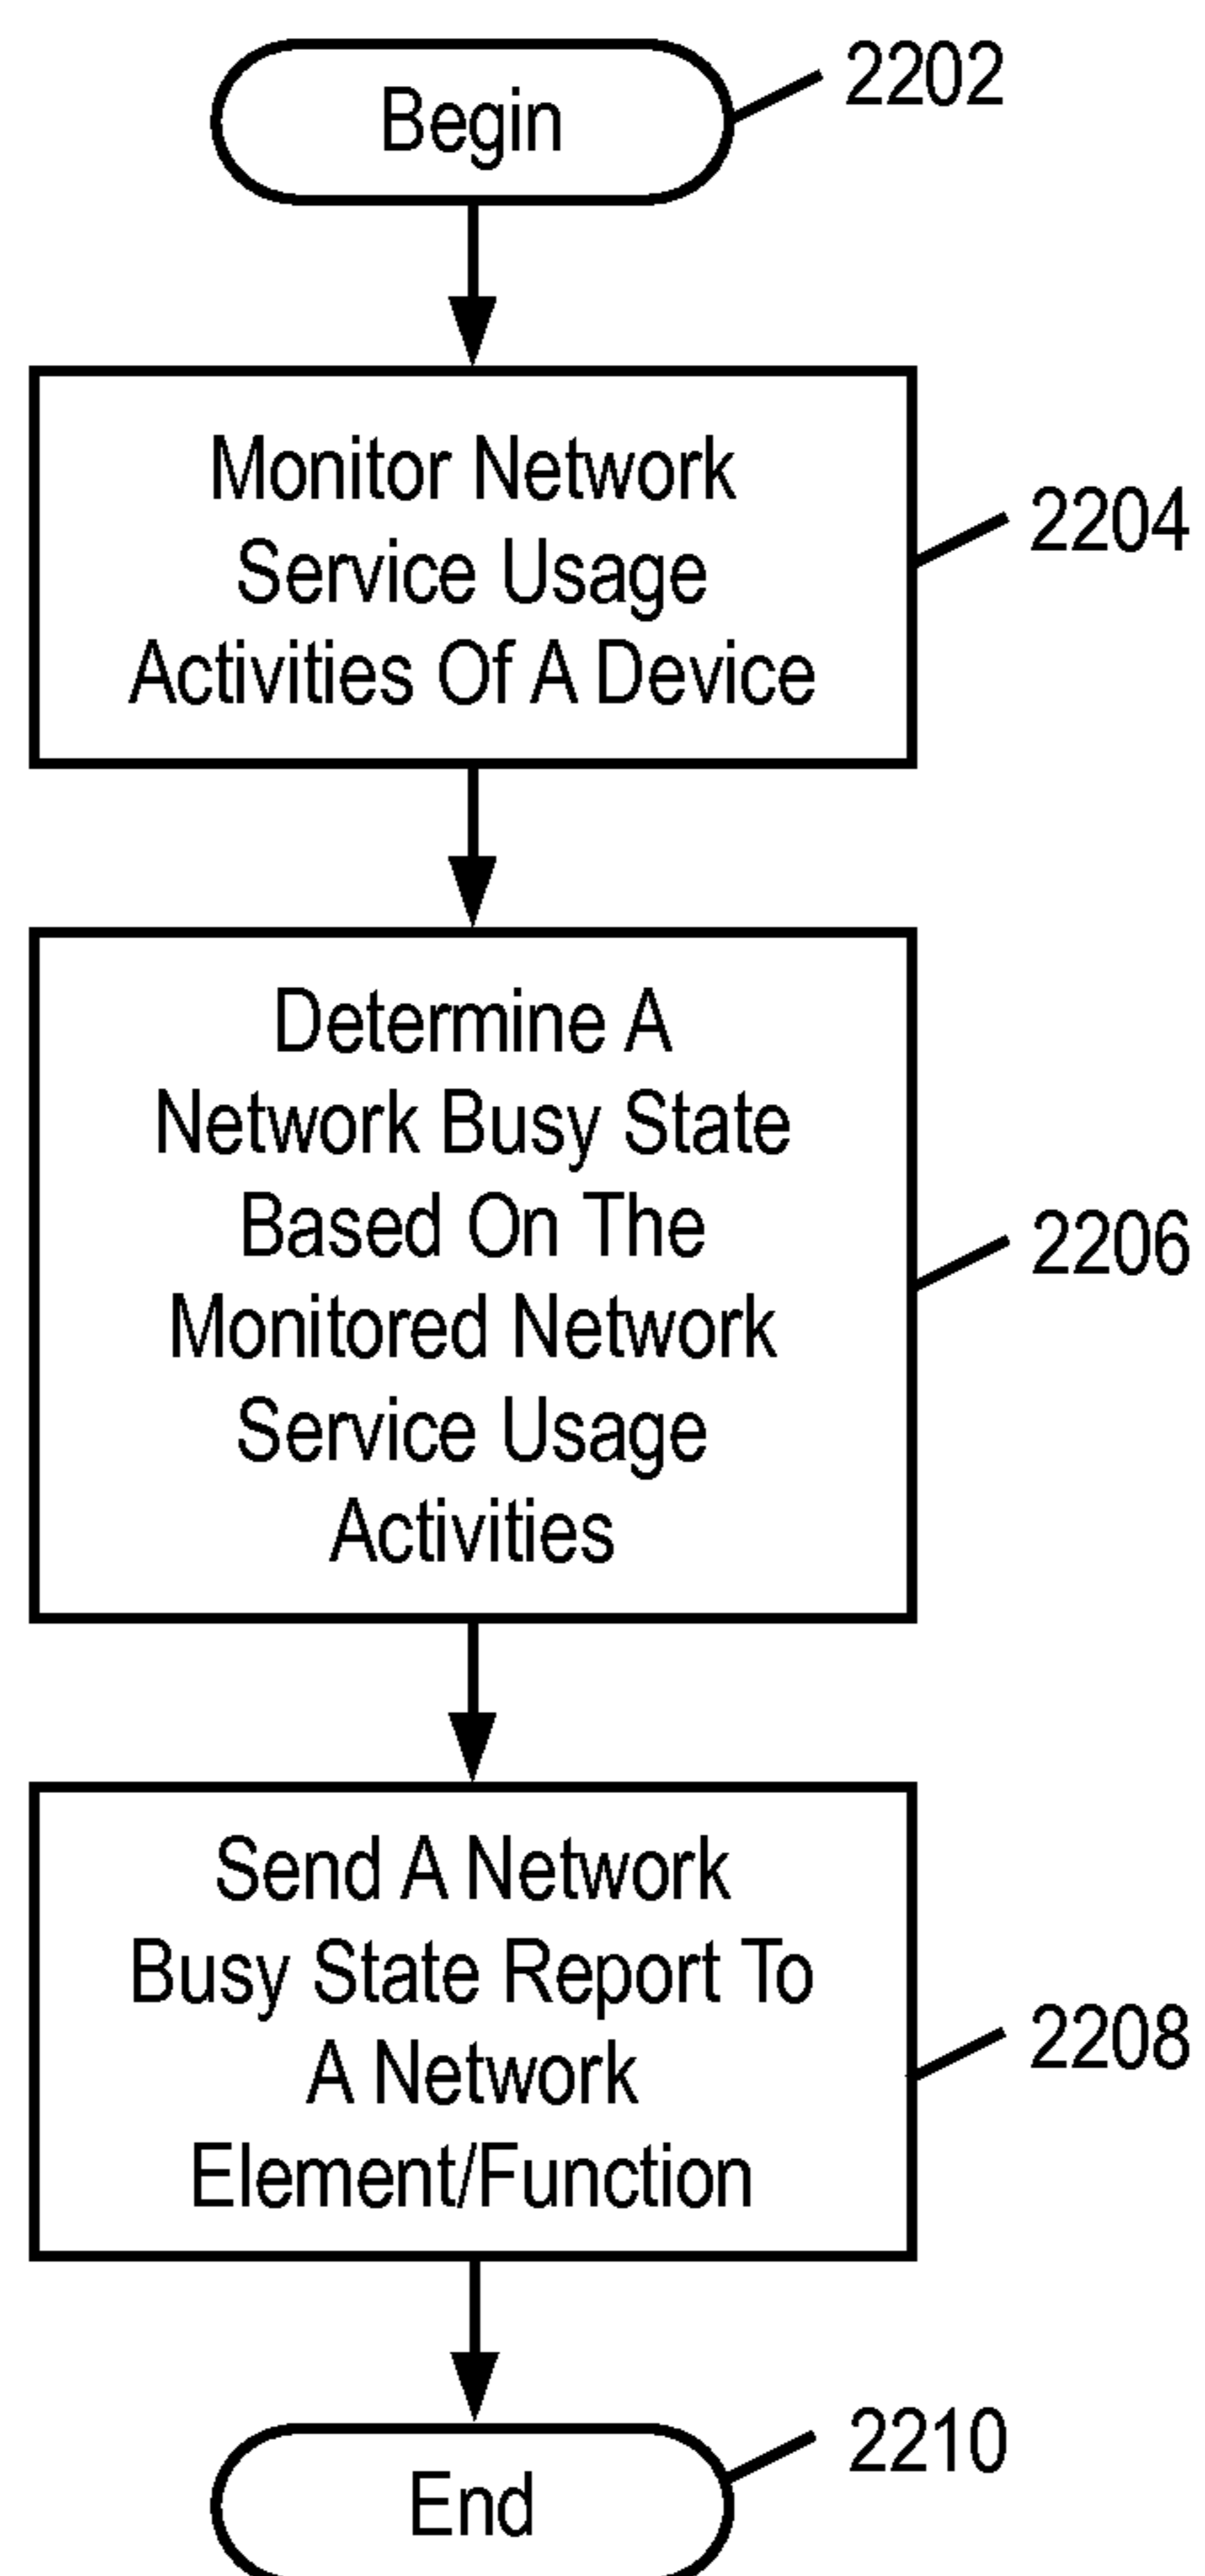 Begin
2202
Monitor Network
Service Usage
Activities Of A Device
2204
Determine A
Network Busy State
Based On The
Monitored Network
Service Usage
Activities
2206
Send A Network
Busy State Report To
A Network
Element/Function
2208
End
2210